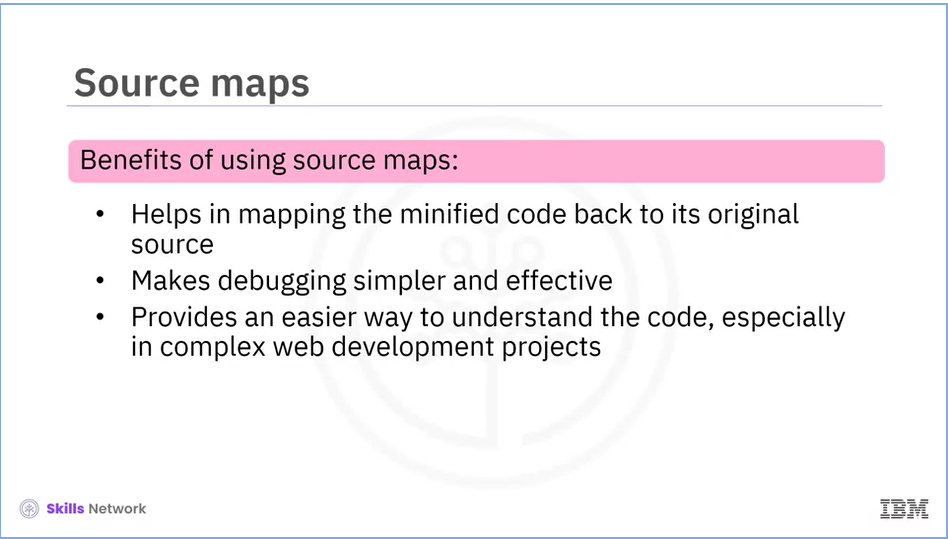 Source maps
Benefits of using source maps:
• Helps in mapping the minified code back to its original
source
• Makes debugging simpler and effective
• Provides an easier way to understand the code, especially
in complex web development projects
Skills Network
IBM